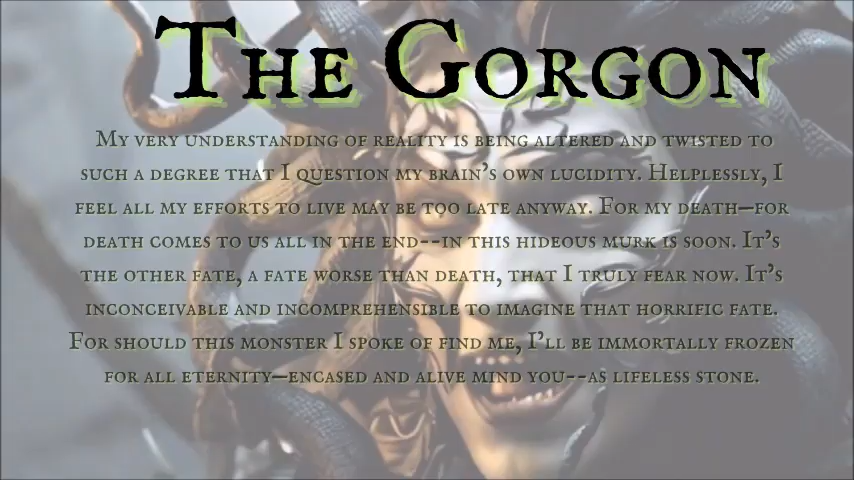 The Gorgon
My very understanding of reality is being altered and twisted to
such a degree that I question my brain's own lucidity. Helplessly, I
feel all my efforts to live may be too late anyway. For my death—for
death comes to us all in the end--in this hideous murk is soon. It's
the other fate, a fate worse than death, that I truly fear now. It's
inconceivable and incomprehensible to imagine that horrific fate.
For should this monster I spoke of find me, I'll be immortally frozen
for all eternity—encased and alive mind you--as lifeless stone.